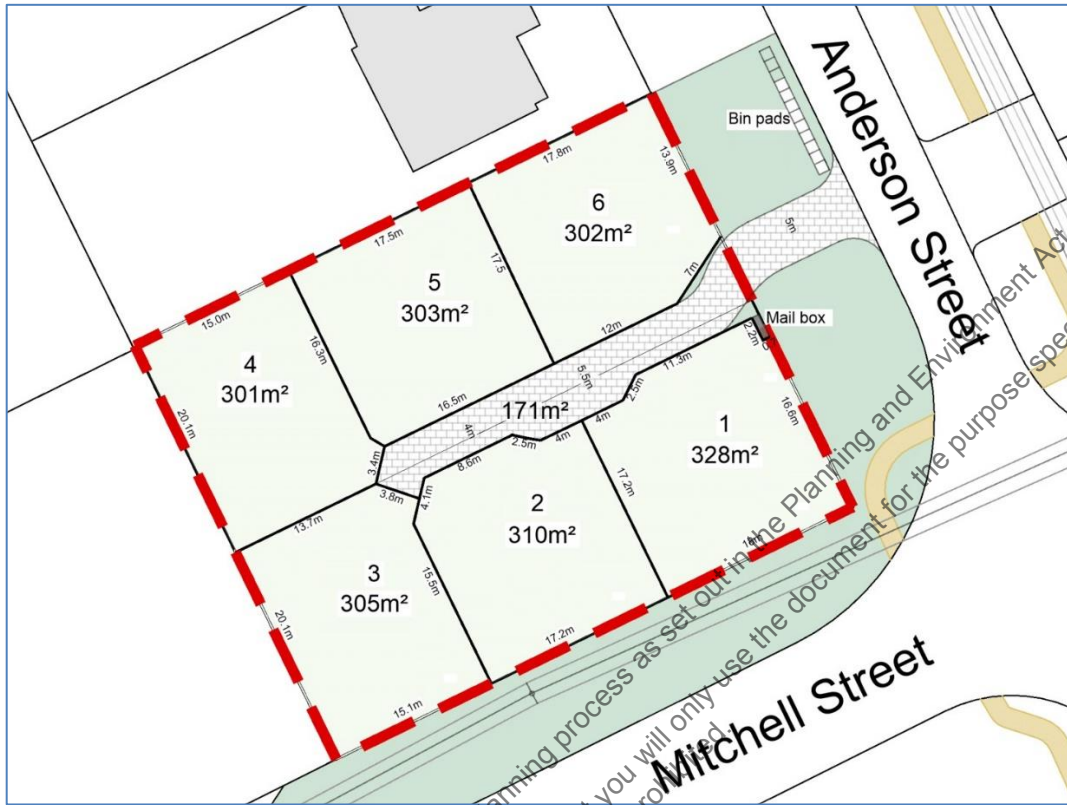 Anderson Street
Bin pads
17.8m
13.9m
6
302m²
17.5m
17.5
5m
5
303m²
7m
15.0m
16.3m
12m
Mail box
2.2m
4
301m²
11.3m
5.5m
16.5m
171m²
2.5m
16.6m
20.1m
4m
4m
1
328m²
2.5m
4m
3.4m
8.6m
3.8m
4.1m
2
310m²
17.2m
13.7m
18m
3
305m²
15.5m
20.1m
17.2m
15.1m
Mitchell Street
nning process as set out in the Planning and Environment Act
t you will only use the document for the purpose spec
rohibited.